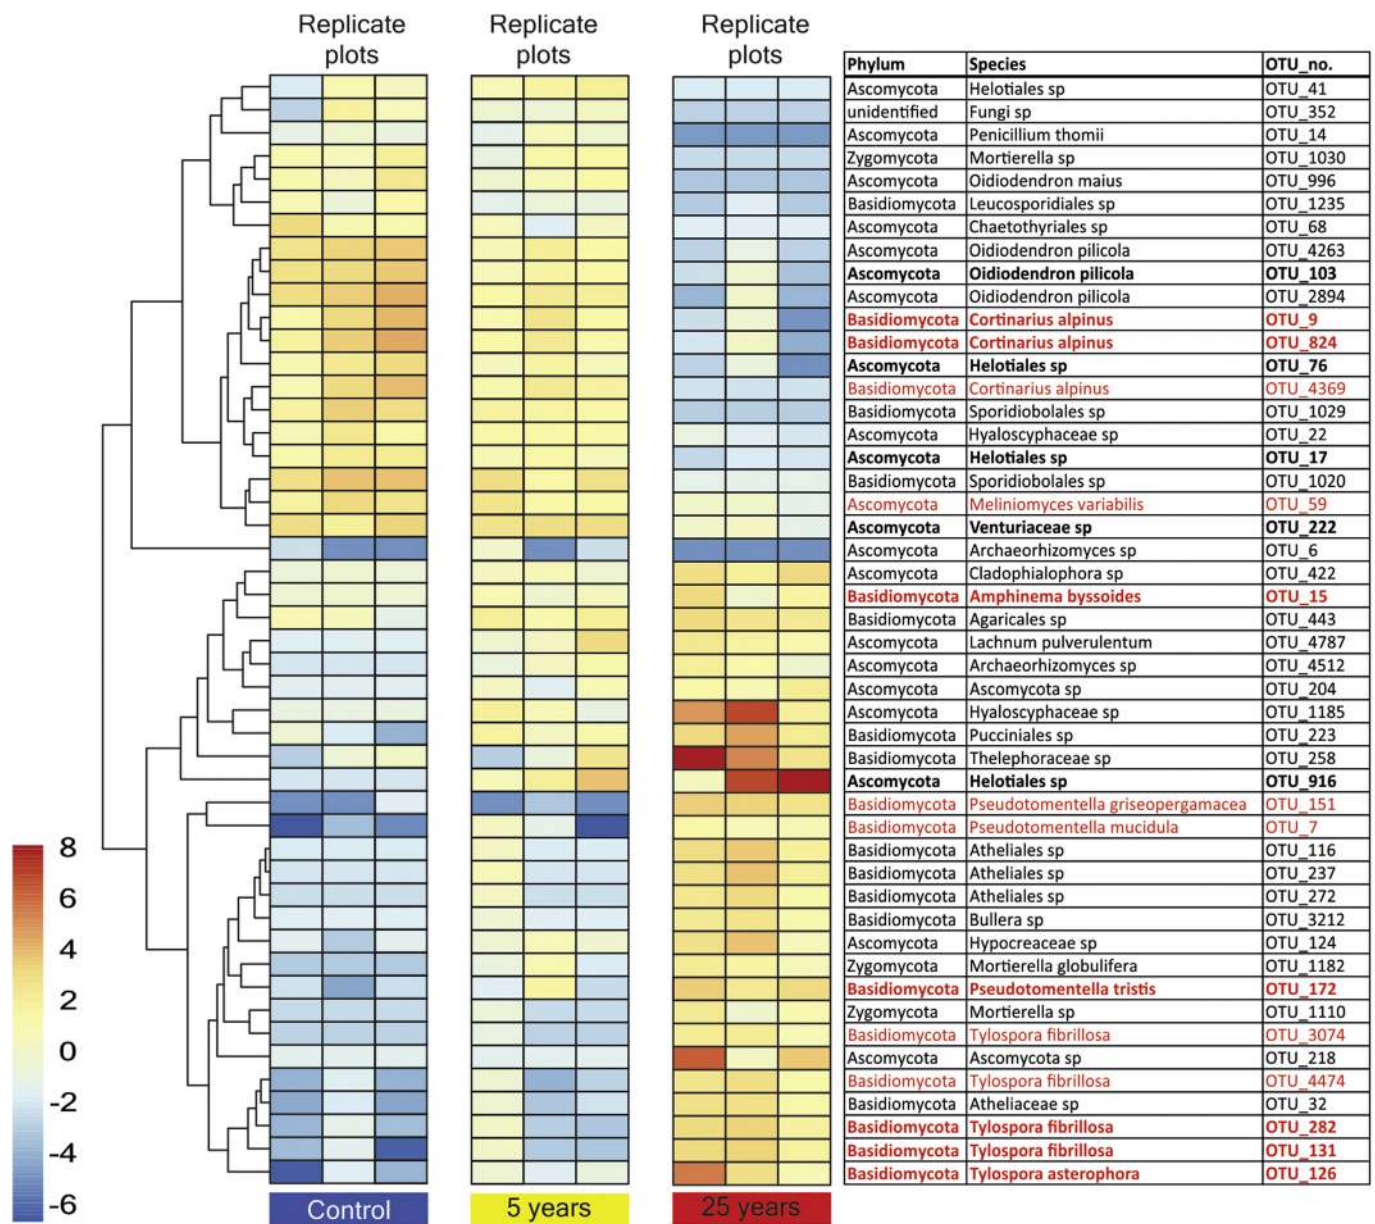 Replicate plots
Replicate plots
Replicate plots
Phylum Species OTU_no.
Ascomycota Helotiales sp OTU_41
unidentified Fungi sp OTU_352
Ascomycota Penicillium thomii OTU_14
Zygomycota Mortierella sp OTU_1030
Ascomycota Oidiodendron maius OTU_996
Basidiomycota Leucosporidiales sp OTU_1235
Ascomycota Chaetothyriales sp OTU_68
Ascomycota Oidiodendron pilicola OTU_4263
Ascomycota Oidiodendron pilicola OTU_103
Ascomycota Oidiodendron pilicola OTU_2894
Basidiomycota Cortinarius alpinus OTU_9
Basidiomycota Cortinarius alpinus OTU_824
Ascomycota Helotiales sp OTU_76
Basidiomycota Cortinarius alpinus OTU_4369
Basidiomycota Sporidiobolales sp OTU_1029
Ascomycota Hyaloscyphaceae sp OTU_22
Ascomycota Helotiales sp OTU_17
Basidiomycota Sporidiobolales sp OTU_1020
Ascomycota Meliniomyces variabilis OTU_59
Ascomycota Venturiaceae sp OTU_222
Ascomycota Archaeorhizomyces sp OTU_6
Ascomycota Cladophialophora sp OTU_422
Basidiomycota Amphinema byssoides OTU_15
Basidiomycota Agaricales sp OTU_443
Ascomycota Lachnum pulverulentum OTU_4787
Ascomycota Archaeorhizomyces sp OTU_4512
Ascomycota Ascomycota sp OTU_204
Ascomycota Hyaloscyphaceae sp OTU_1185
Basidiomycota Pucciniales sp OTU_223
Basidiomycota Thelephoraceae sp OTU_258
Ascomycota Helotiales sp OTU_916
Basidiomycota Pseudotomentella griseopergamacea OTU_151
Basidiomycota Pseudotomentella mucidula OTU_7
Basidiomycota Atheliales sp OTU_116
Basidiomycota Atheliales sp OTU_237
Basidiomycota Atheliales sp OTU_272
Basidiomycota Bullera sp OTU_3212
Ascomycota Hypocreaceae sp OTU_124
Zygomycota Mortierella globulifera OTU_1182
Basidiomycota Pseudotomentella tristis OTU_172
Zygomycota Mortierella sp OTU_1110
Basidiomycota Tylospora fibrillosa OTU_3074
Ascomycota Ascomycota sp OTU_218
Basidiomycota Tylospora fibrillosa OTU_4474
Basidiomycota Atheliaceae sp OTU_32
Basidiomycota Tylospora fibrillosa OTU_282
Basidiomycota Tylospora fibrillosa OTU_131
Basidiomycota Tylospora asterophora OTU_126
8
6
4
2
0
-2
-4
-6
Control 5 years 25 years